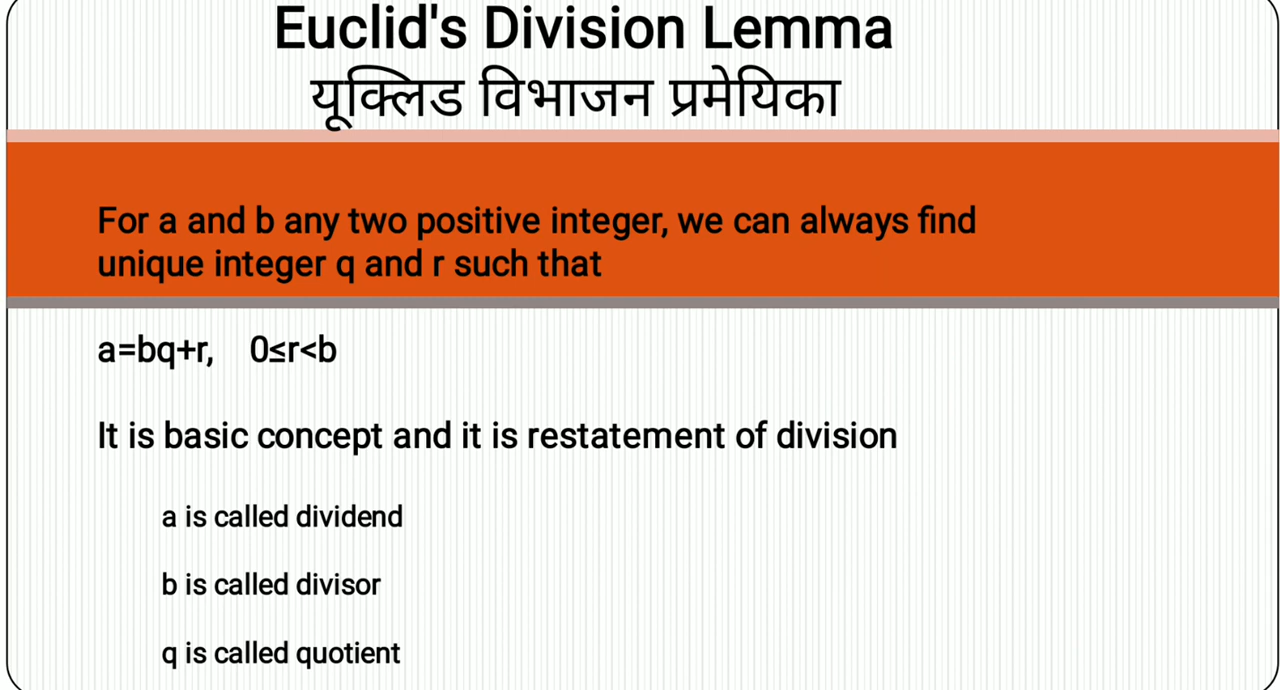 Euclid's Division Lemma
यूक्लिड विभाजन प्रमेयिका
For a and b any two positive integer, we can always find
unique integer q and r such that
a=bq+r, 0≤r<b
It is basic concept and it is restatement of division
a is called dividend
b is called divisor
q is called quotient